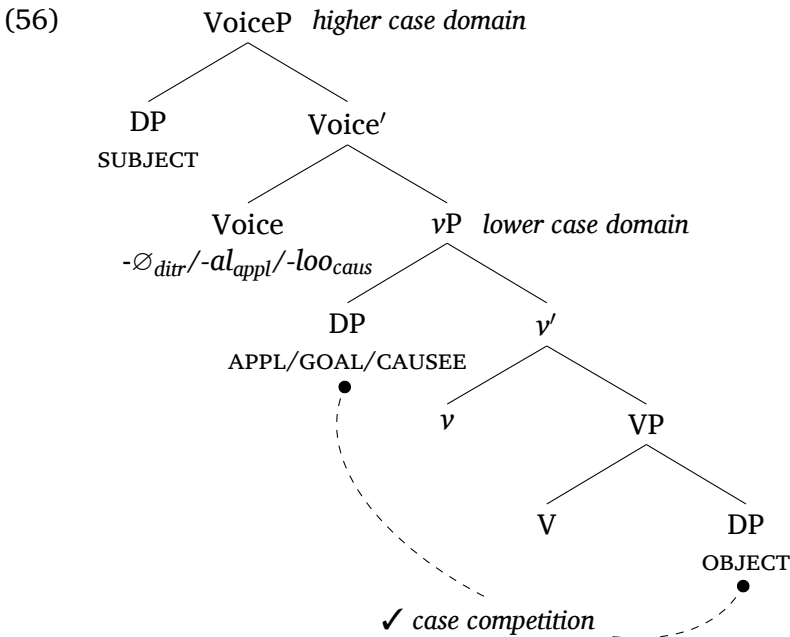 (56) VoiceP higher case domain
DP Voice′
SUBJECT
Voice vP lower case domain
-∅ditr/-alappl/-loocaus
DP v′
APPL/GOAL/CAUSEE
v VP
V DP
OBJECT
✓ case competition